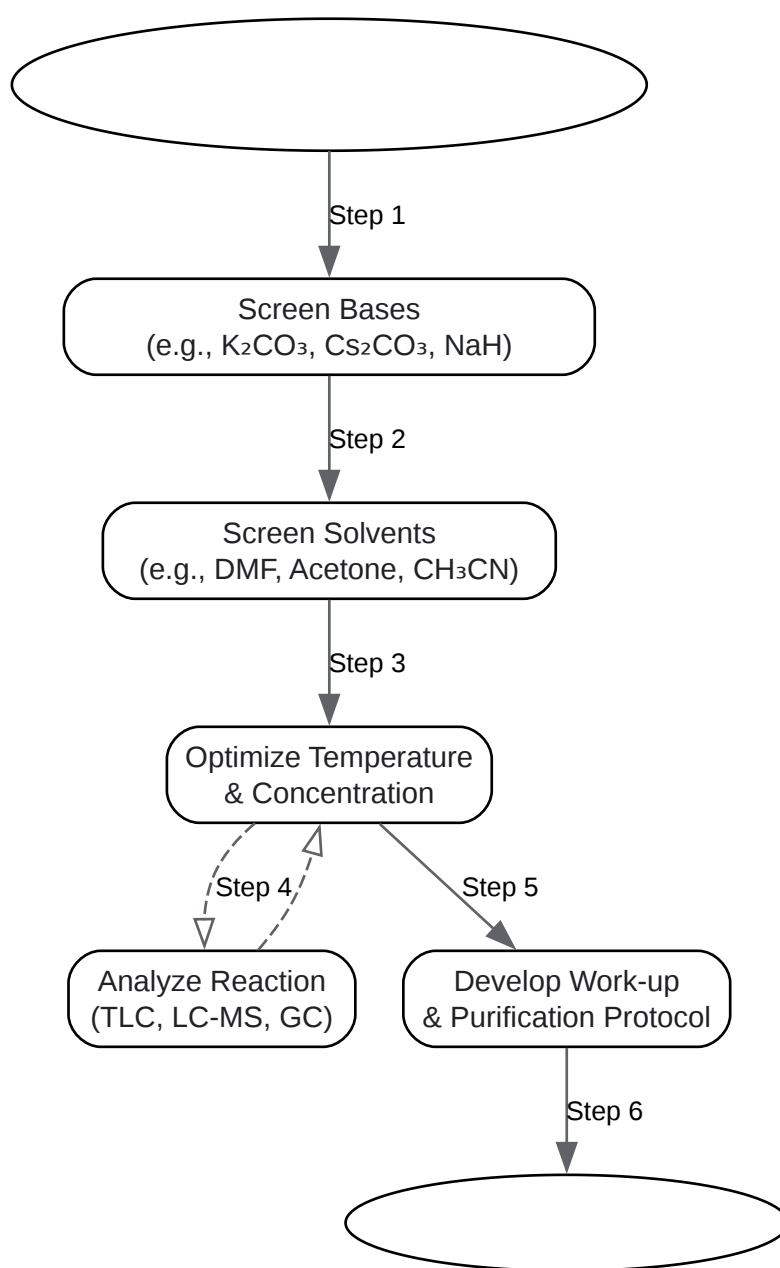 Step 1
Screen Bases
(e.g., K₂CO₃, Cs₂CO₃, NaH)
Step 2
Screen Solvents
(e.g., DMF, Acetone, CH₃CN)
Step 3
Optimize Temperature
& Concentration
Step 4
Step 5
Analyze Reaction
(TLC, LC-MS, GC)
Develop Work-up
& Purification Protocol
Step 6